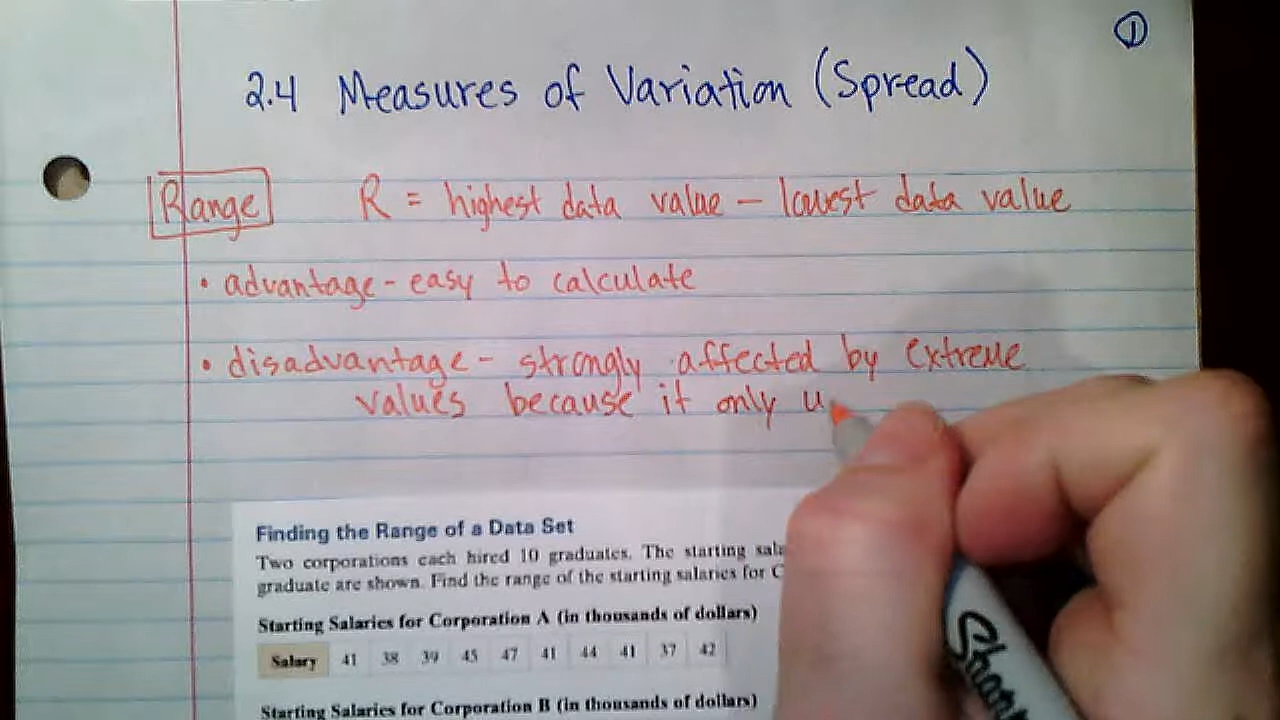 ①
2.4 Measures of Variation (Spread)
Range R = highest data value – lowest data value
• advantage - easy to calculate
• disadvantage - strongly affected by extreme
values because it only u
Finding the Range of a Data Set
Two corporations each hired 10 graduates. The starting
graduate are shown. Find the range of the starting salaries for
Starting Salaries for Corporation A (in thousands of dollars)
Salary 41 38 39 45 47 41 44 41 37 42
Starting Salaries for Corporation B (in thousands of dollars)